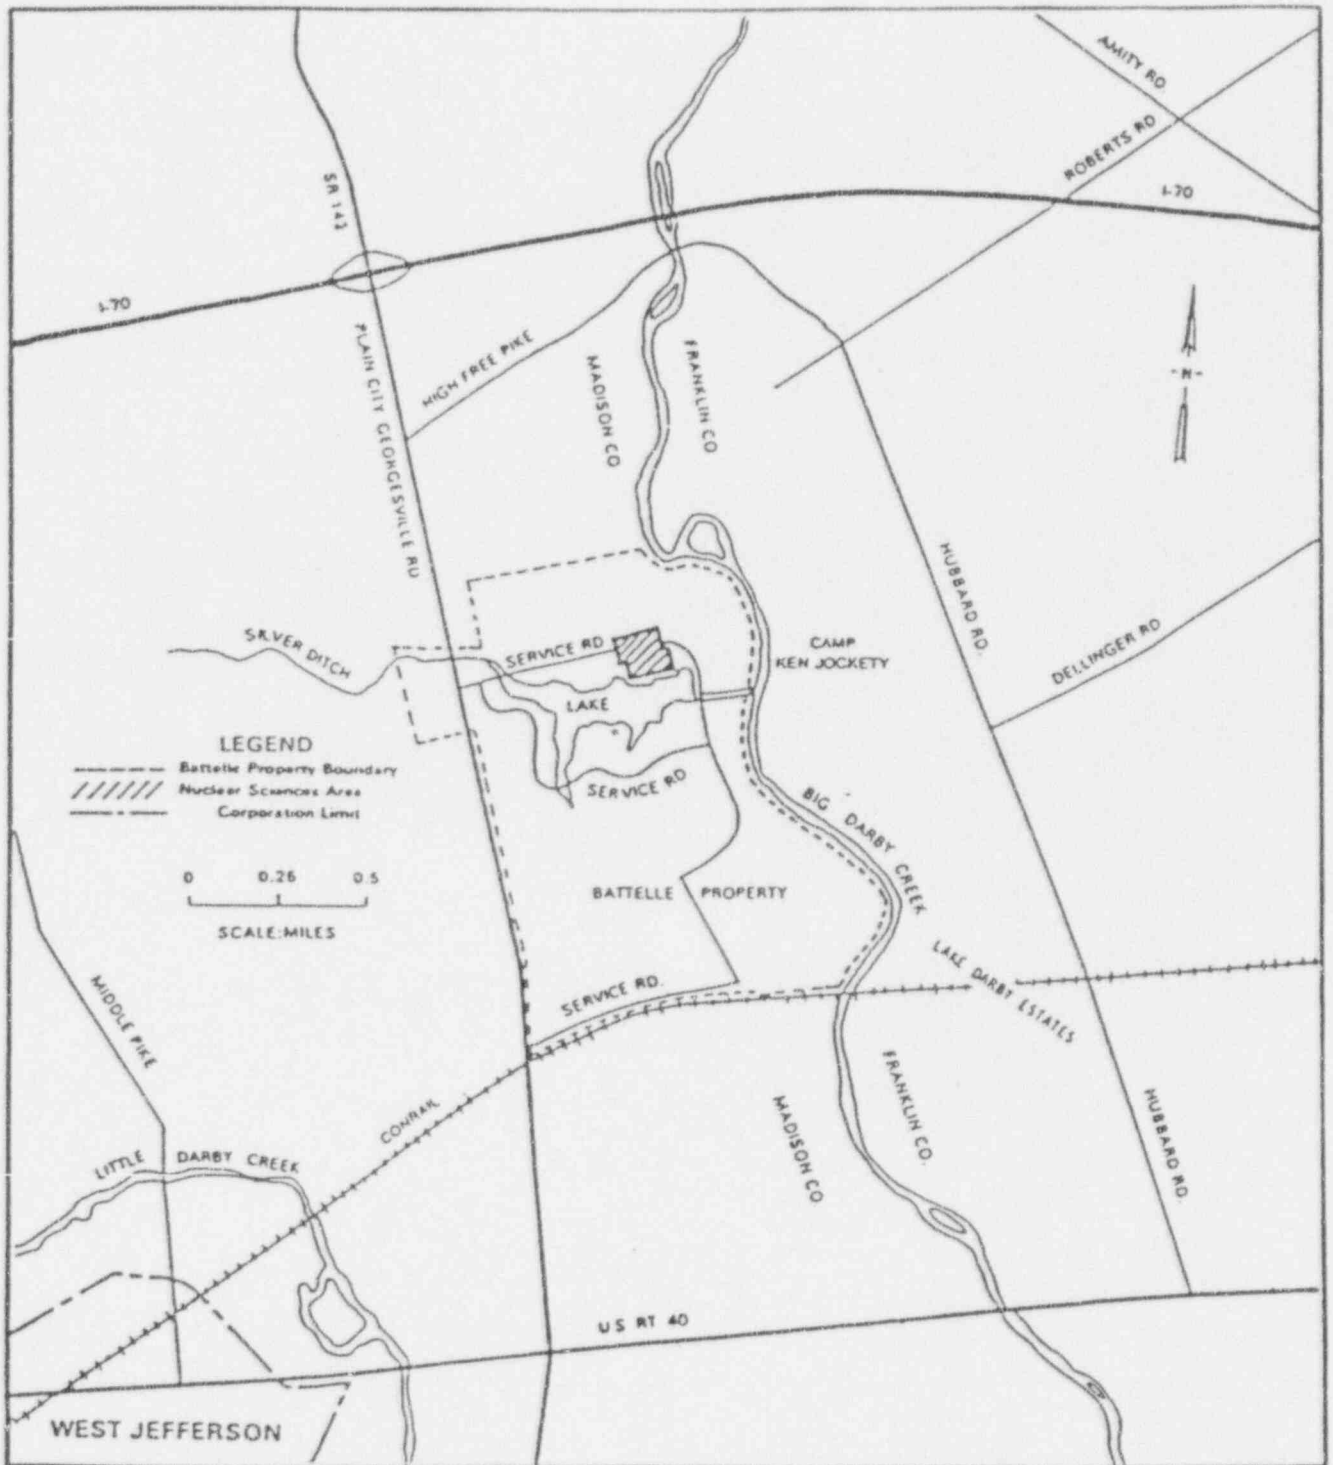 AMITY RD.
ROBERTS RD
I-70
SR 142
I-70
PLAIN CITY GEORGESVILLE RD
HIGH FREE PIKE
MADISON CO
FRANKLIN CO
-N-
HUBBARD RD.
DELLINGER RD
SILVER DITCH
SERVICE RD
CAMP
KEN JOCKETY
LAKE
LEGEND
Battelle Property Boundary
Nuclear Sciences Area
Corporation Limit
SERVICE RD
BIG DARBY CREEK
0 0.25 0.5
SCALE:MILES
BATTELLE PROPERTY
LAKE DARBY ESTATES
MIDDLE PIKE
SERVICE RD.
CONRAIL
LITTLE DARBY CREEK
MADISON CO.
FRANKLIN CO.
HUBBARD RD.
U S RT 40
WEST JEFFERSON